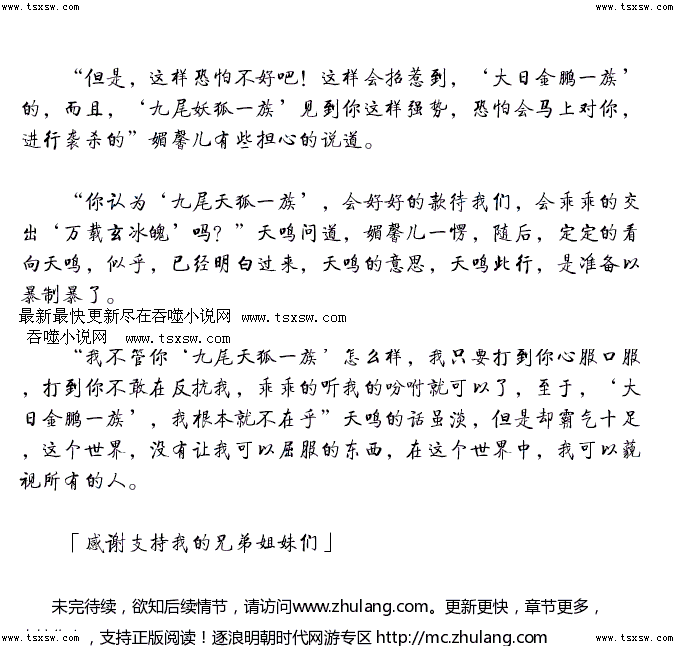 www.tsxsw.com www.tsxsw.com
“但是，这样恐怕不好吧！这样会招惹到，‘大日金鹏一族’
的，而且，‘九尾妖狐一族’见到你这样强势，恐怕会马上对你，
进行袭杀的”媚馨儿有些担心的说道。
“你认为‘九尾天狐一族’，会好好的款待我们，会乖乖的交
出‘万载玄冰魄’吗？”天鸣问道，媚馨儿一愣，随后，定定的看
向天鸣，似乎，已经明白过来，天鸣的意思，天鸣此行，是准备以
暴制暴了。
最新最快更新尽在吞噬小说网 www.tsxsw.com
吞噬小说网 www.tsxsw.com
“我不管你‘九尾天狐一族’怎么样，我只要打到你心服口服
，打到你不敢在反抗我，乖乖的听我的吩咐就可以了，至于，‘大
日金鹏一族’，我根本就不在乎”天鸣的话虽淡，但是却霸气十足
，这个世界，没有让我可以屈服的东西，在这个世界中，我可以藐
视所有的人。
「感谢支持我的兄弟姐妹们」
未完待续，欲知后续情节，请访问www.zhulang.com。更新更快，章节更多，
www.tsxsw.com ，支持正版阅读！逐浪明朝时代网游专区 http://mc.zhulang.com www.tsxsw.com